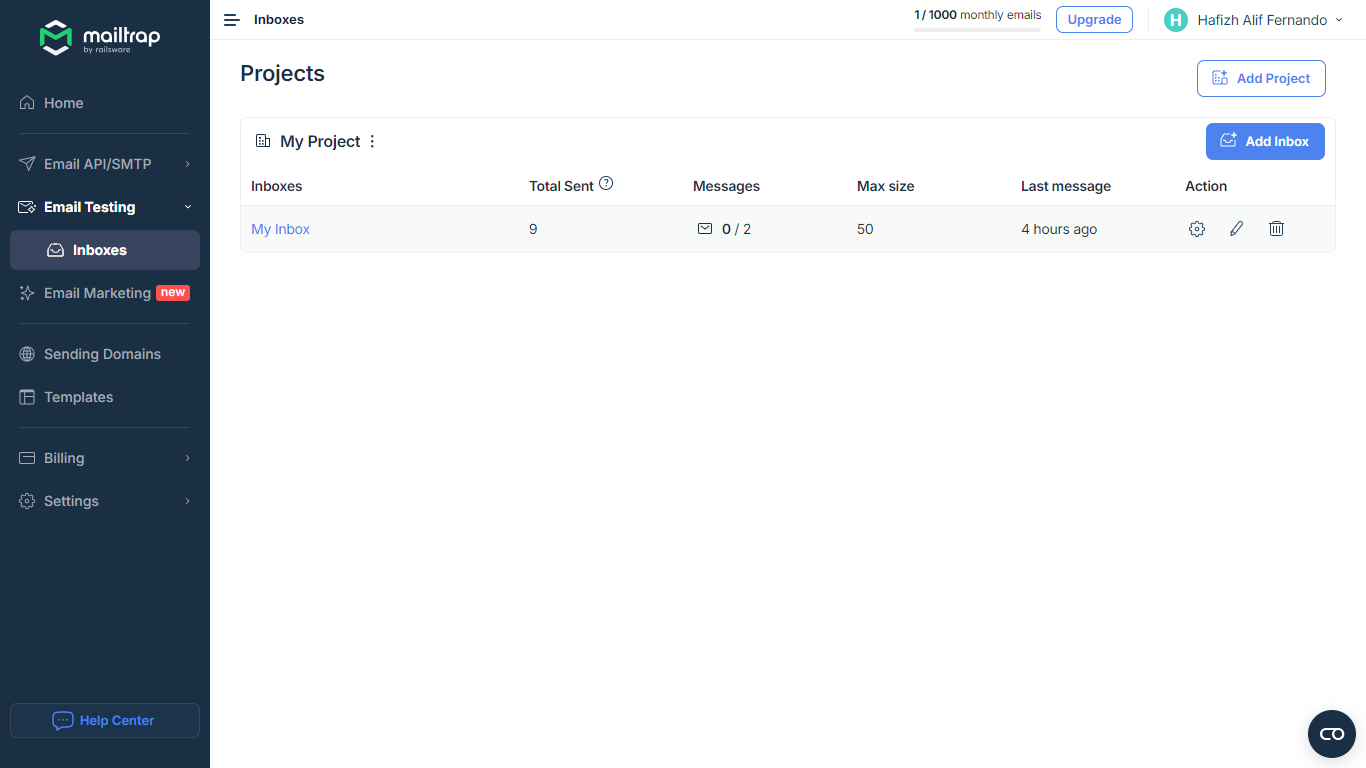 mailtrap
by railsware
Home
Email API/SMTP
Email Testing
Inboxes
Email Marketing new
Sending Domains
Templates
Billing
Settings
Help Center
Inboxes
1 / 1000 monthly emails
Upgrade
H Hafizh Alif Fernando
Projects
Add Project
My Project
Add Inbox
Inboxes Total Sent ? Messages Max size Last message Action
My Inbox 9 0 / 2 50 4 hours ago